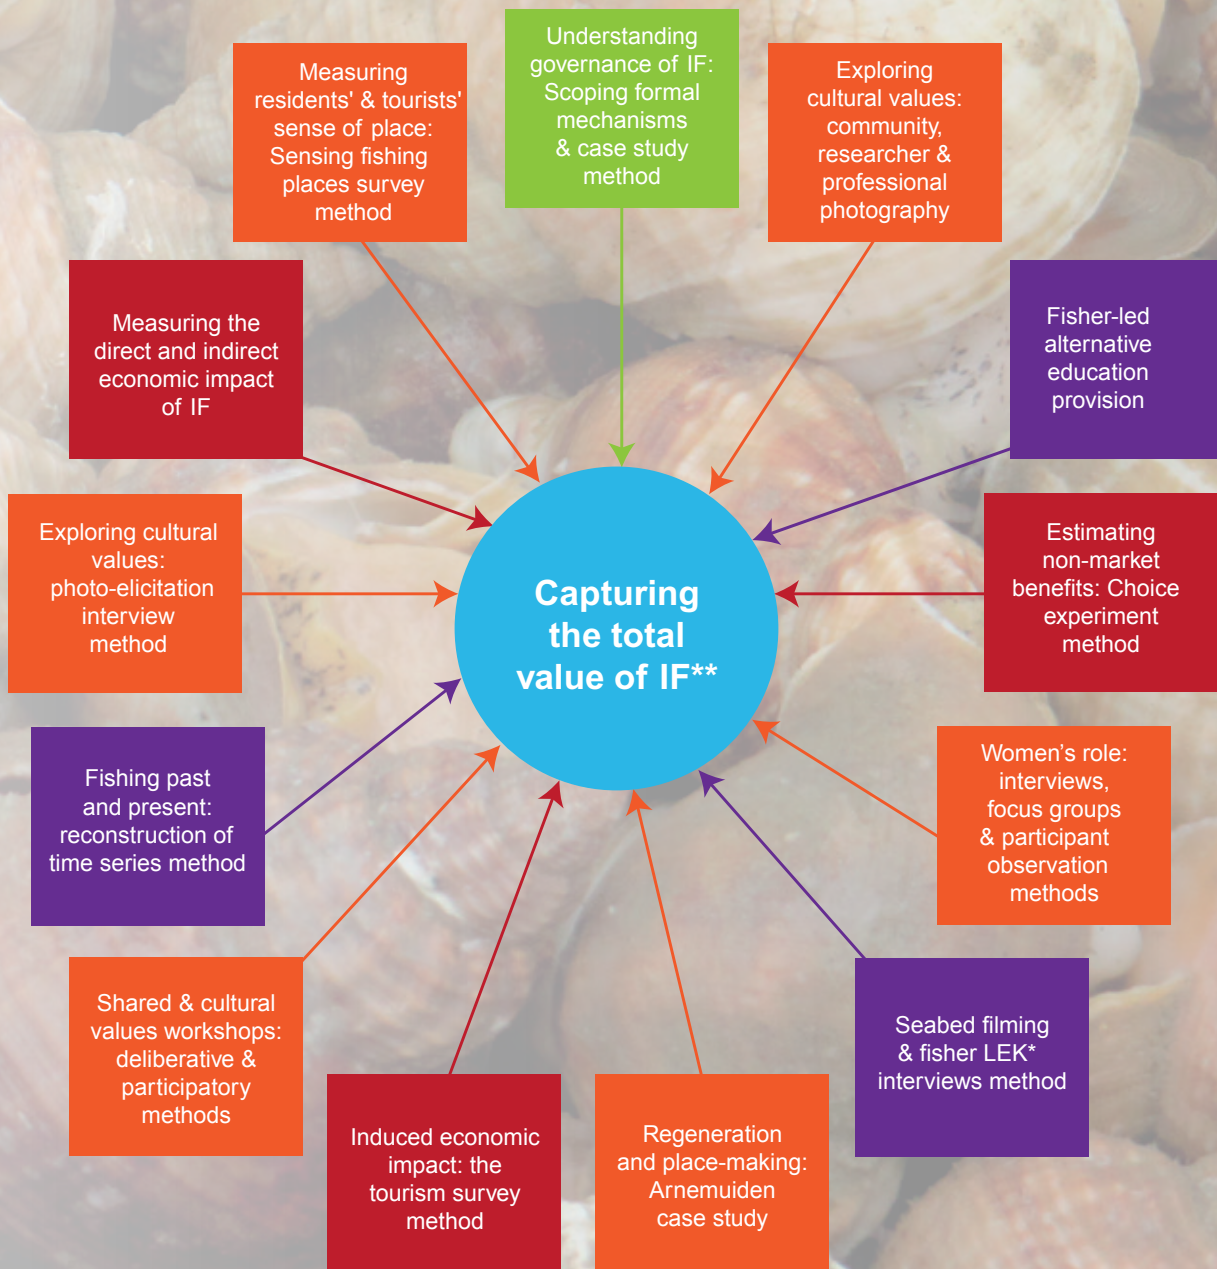 Understanding
governance of IF:
Scoping formal
mechanisms
& case study
method
Measuring
residents' & tourists'
sense of place:
Sensing fishing
places survey
method
Exploring
cultural values:
community,
researcher &
professional
photography
Measuring the
direct and indirect
economic impact
of IF
Fisher-led
alternative
education
provision
Exploring cultural
values:
photo-elicitation
interview
method
Capturing
the total
value of IF**
Estimating
non-market
benefits: Choice
experiment
method
Fishing past
and present:
reconstruction of
time series method
Women’s role:
interviews,
focus groups
& participant
observation
methods
Shared & cultural
values workshops:
deliberative &
participatory
methods
Seabed filming
& fisher LEK*
interviews method
Induced economic
impact: the
tourism survey
method
Regeneration
and place-making:
Arnemuiden
case study